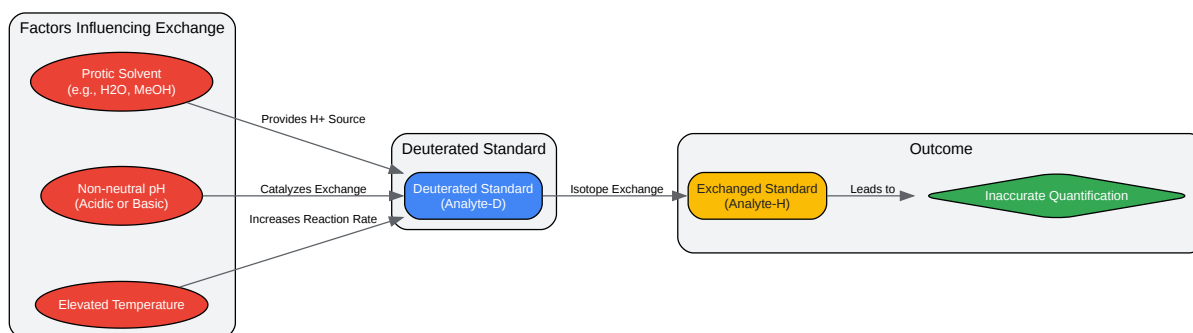 Factors Influencing Exchange
Protic Solvent
(e.g., H2O, MeOH)
Provides H+ Source
Non-neutral pH
(Acidic or Basic)
Catalyzes Exchange
Increases Reaction Rate
Elevated Temperature
Deuterated Standard
Deuterated Standard
(Analyte-D)
Isotope Exchange
Outcome
Exchanged Standard
(Analyte-H)
Leads to
Inaccurate Quantification